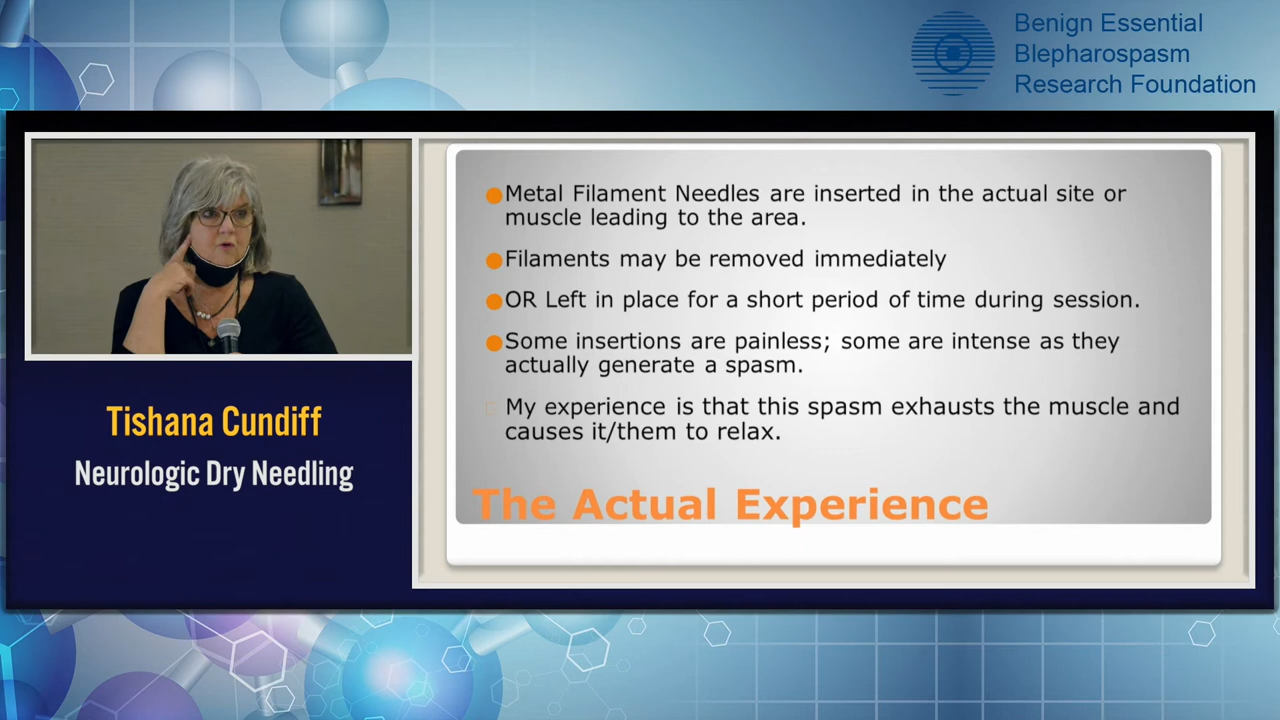 Benign Essential
Blepharospasm
Research Foundation
Metal Filament Needles are inserted in the actual site or
muscle leading to the area.
Filaments may be removed immediately
OR Left in place for a short period of time during session.
Some insertions are painless; some are intense as they
actually generate a spasm.
My experience is that this spasm exhausts the muscle and
causes it/them to relax.
The Actual Experience
Tishana Cundiff
Neurologic Dry Needling